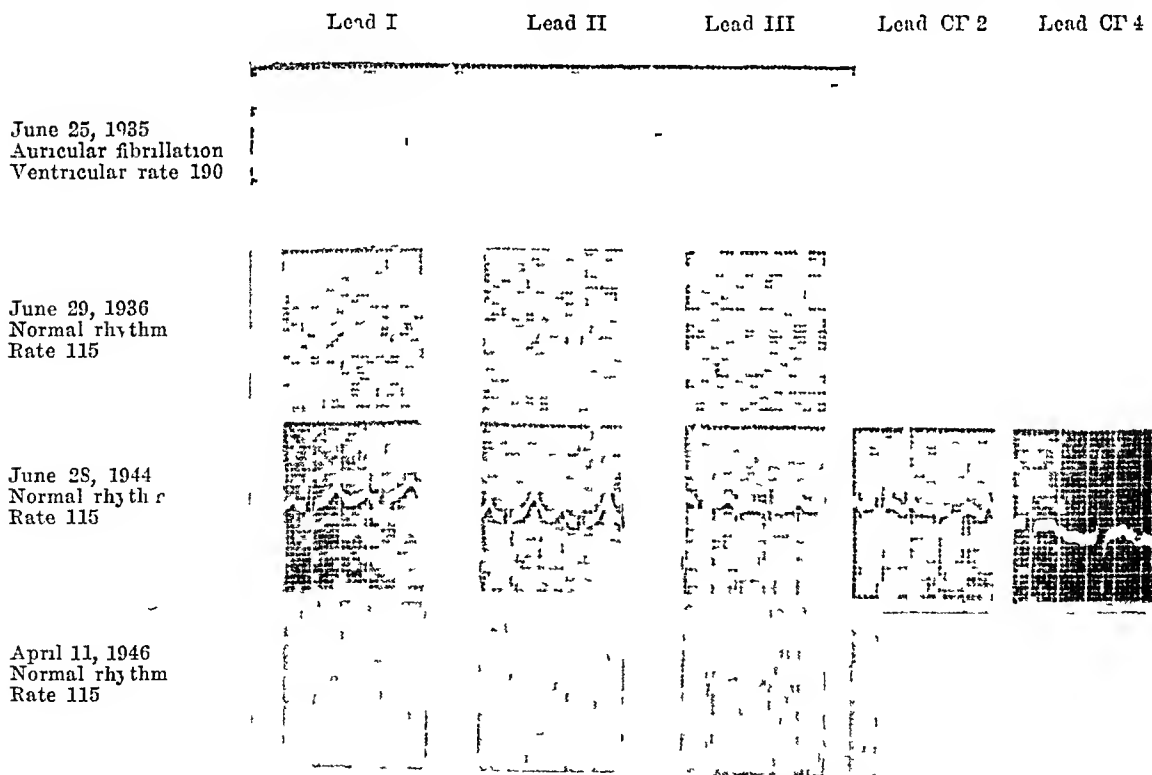 Lead I Lead II Lead III Lead CF 2 Lead CF 4
June 25, 1935
Auricular fibrillation
Ventricular rate 190
June 29, 1936
Normal rhythm
Rate 115
June 28, 1944
Normal
Rate 115
April 11, 1946
Normal rhythm
Rate 115